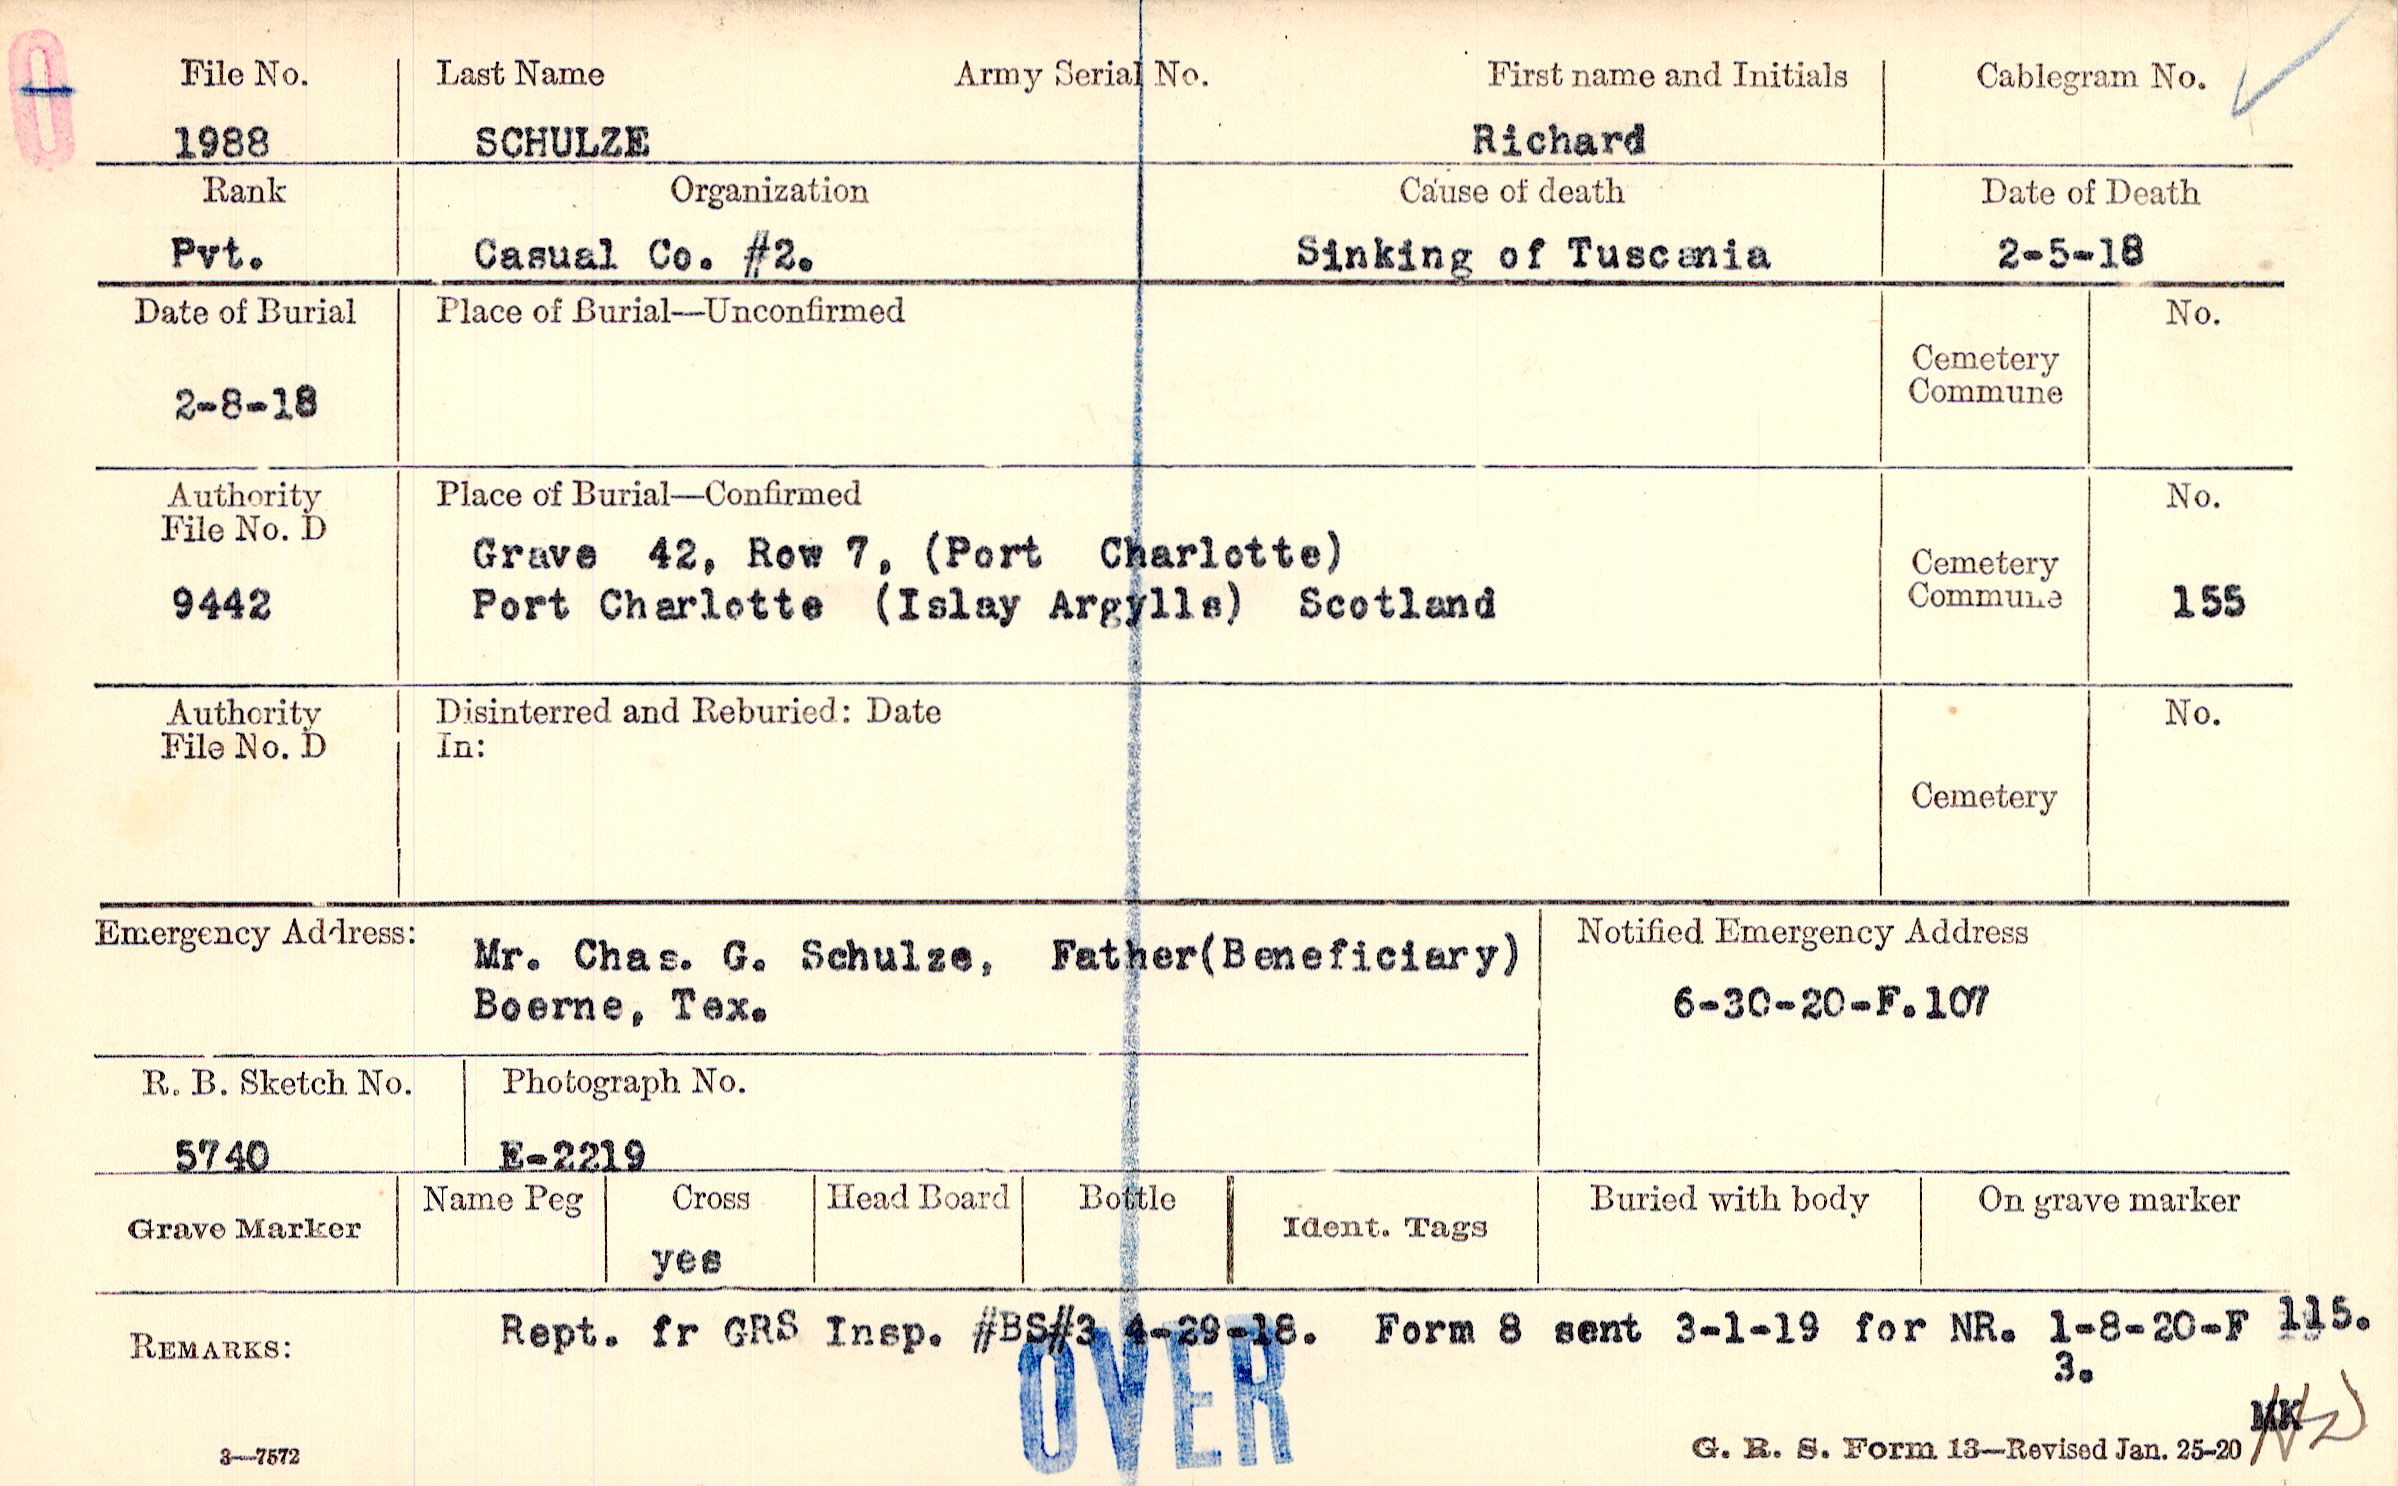 File No. Last Name Army Serial No. First name and Initials Cablegram No.
1988 SCHULZE Richard
Rank Organization Cause of death Date of Death
Pvt. Casual Co. #2. Sinking of Tuscania 2-5-18
Date of Burial Place of Burial—Unconfirmed No.
Cemetery
Commune
2-8-18
Authority Place of Burial—Confirmed No.
File No. D
Grave 42, Row 7, (Port Charlotte)
Cemetery
Commune
9442 Port Charlotte (Islay Argylls) Scotland 155
Authority Disinterred and Reburied: Date No.
File No. D In:
Cemetery
Emergency Address: Notified Emergency Address
Mr. Chas. G. Schulze, Father(Beneficiary)
Boerne, Tex. 6-30-20-F.107
R. B. Sketch No. Photograph No.
5740 E-2219
Grave Marker Name Peg Cross Head Board Bottle Ident. Tags Buried with body On grave marker
yes
REMARKS: Rept. fr GRS Insp. #BS#3 4-29-18. Form 8 sent 3-1-19 for NR. 1-8-20-F 115.
3.
OVER
MK
3—7572 G. R. S. Form 13—Revised Jan. 25-20